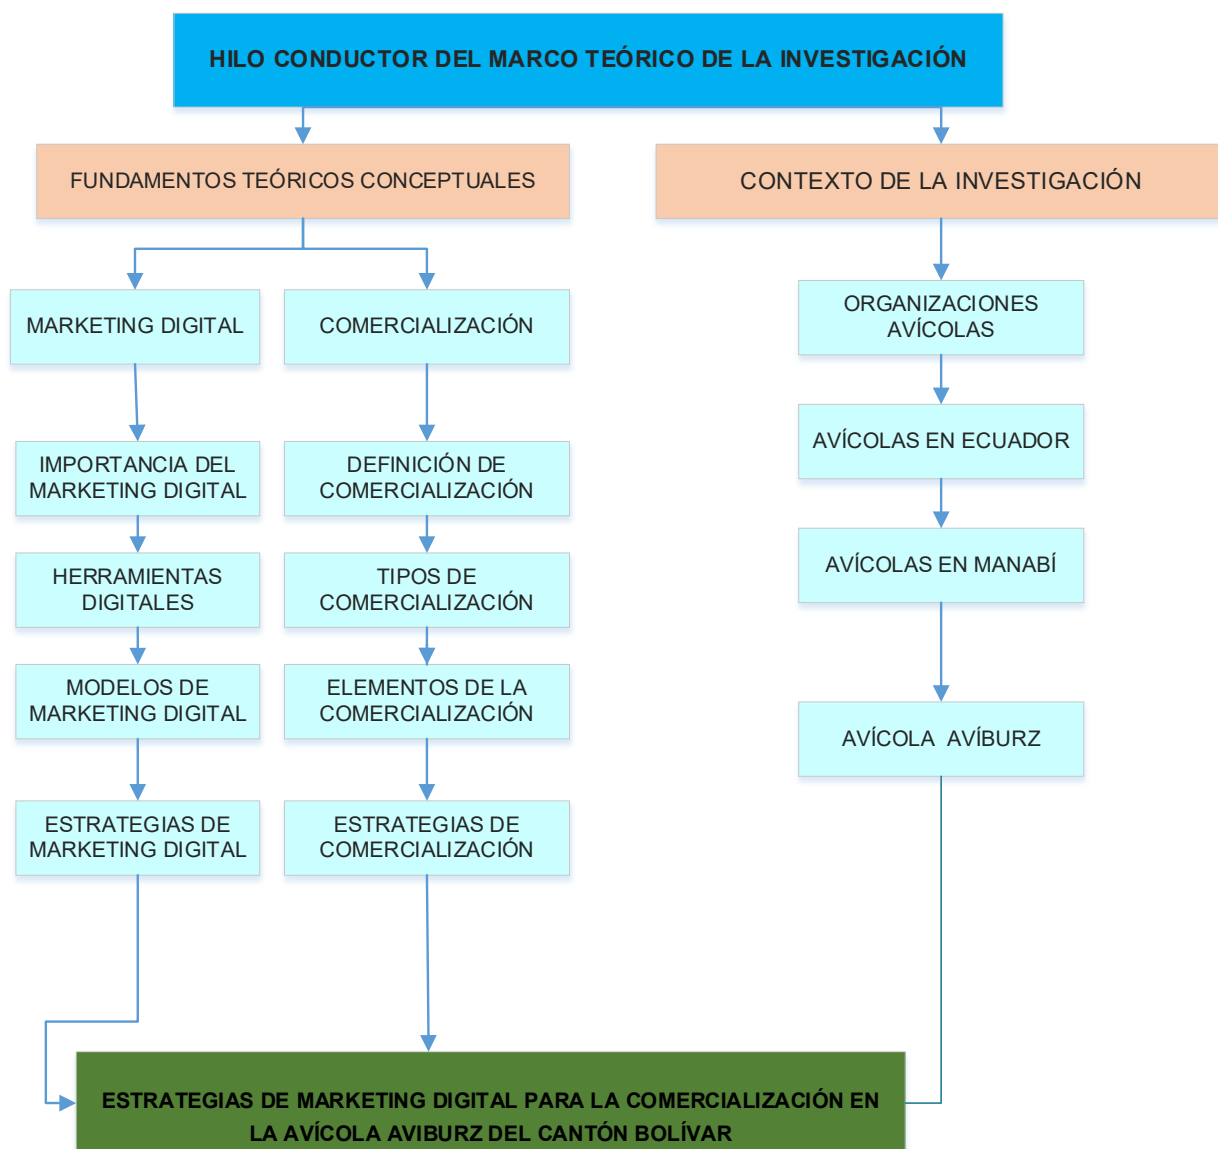 HILO CONDUCTOR DEL MARCO TEÓRICO DE LA INVESTIGACIÓN
FUNDAMENTOS TEÓRICOS CONCEPTUALES
CONTEXTO DE LA INVESTIGACIÓN
MARKETING DIGITAL
COMERCIALIZACIÓN
ORGANIZACIONES
AVÍCOLAS
IMPORTANCIA DEL
MARKETING DIGITAL
DEFINICIÓN DE
COMERCIALIZACIÓN
AVÍCOLAS EN ECUADOR
HERRAMIENTAS
DIGITALES
TIPOS DE
COMERCIALIZACIÓN
AVÍCOLAS EN MANABÍ
MODELOS DE
MARKETING DIGITAL
ELEMENTOS DE LA
COMERCIALIZACIÓN
AVÍCOLA AVÍBURZ
ESTRATEGIAS DE
MARKETING DIGITAL
ESTRATEGIAS DE
COMERCIALIZACIÓN
ESTRATEGIAS DE MARKETING DIGITAL PARA LA COMERCIALIZACIÓN EN
LA AVÍCOLA AVIBURZ DEL CANTÓN BOLÍVAR